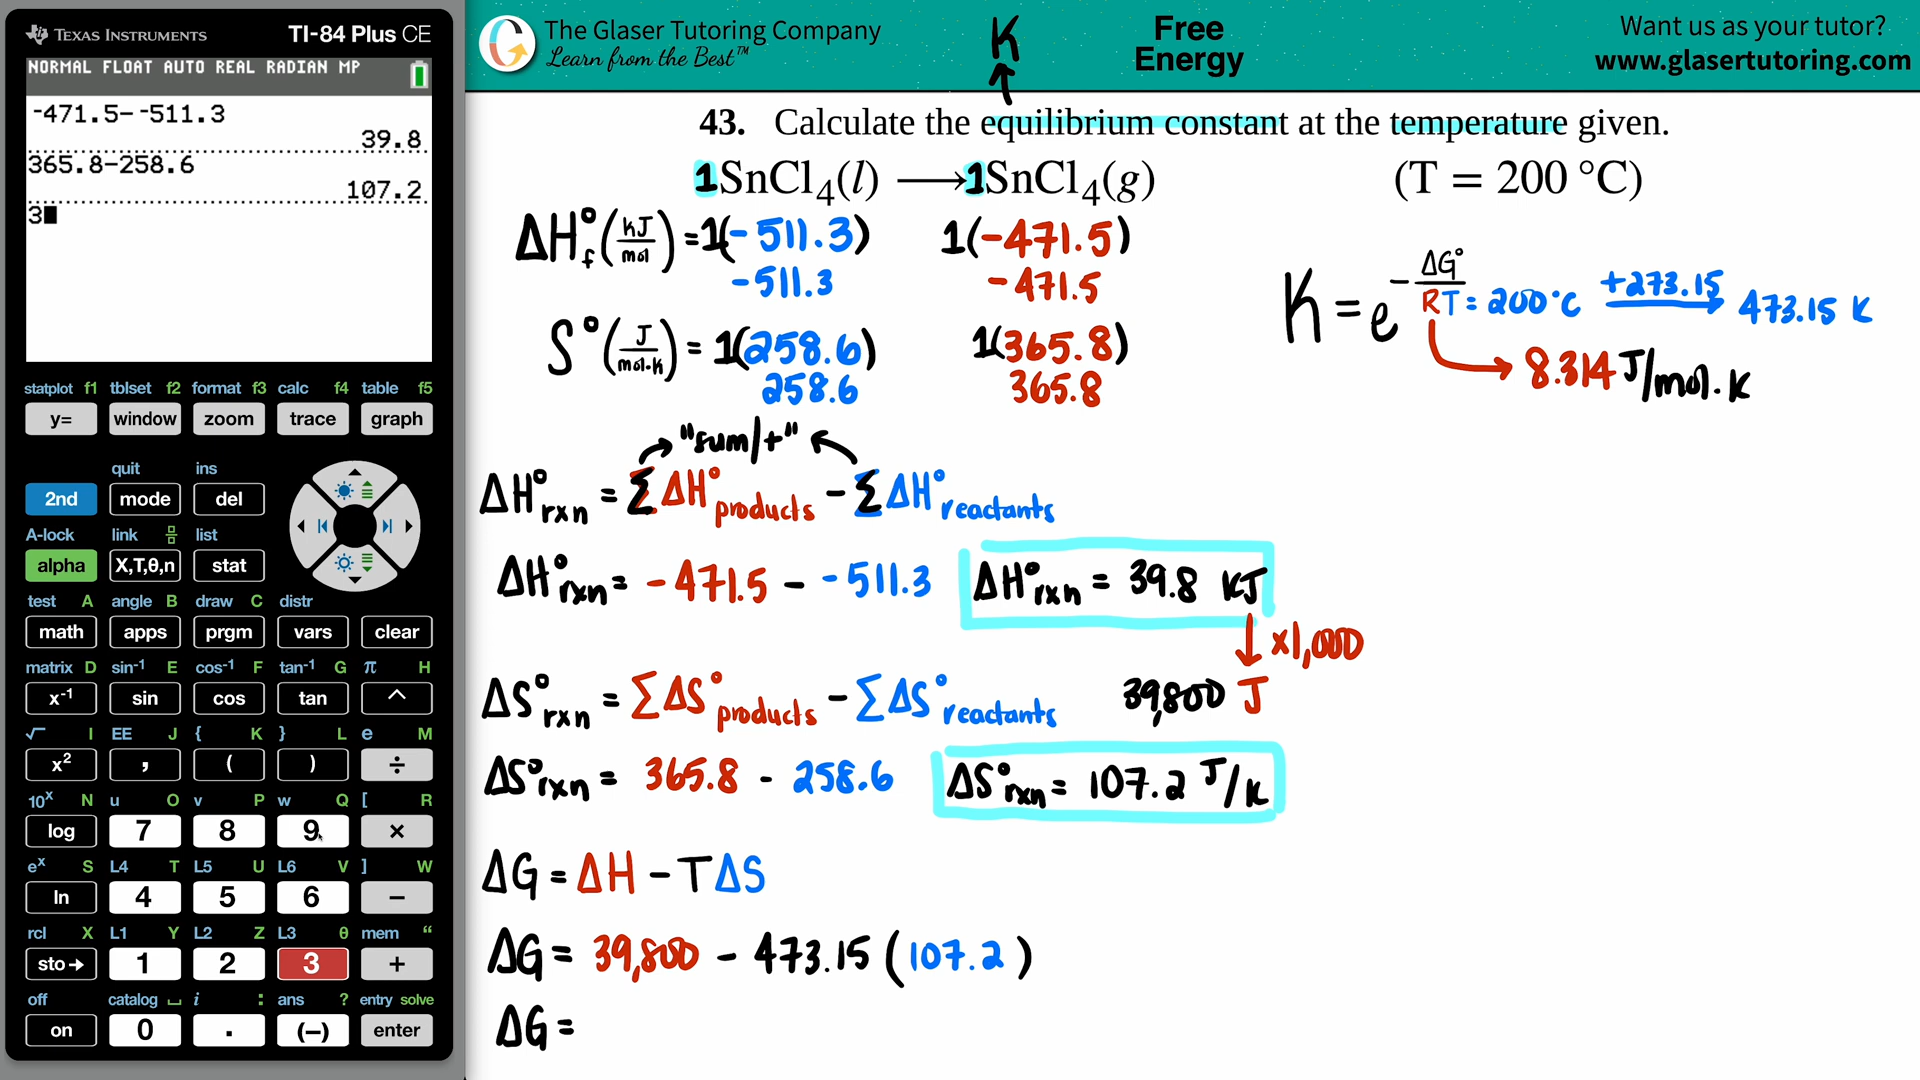 TEXAS INSTRUMENTS TI-84 Plus CE
NORMAL FLOAT AUTO REAL RADIAN MP
-471.5--511.3
39.8
365.8-258.6
107.2
3
statplot f1 tblset f2 format f3 calc f4 table f5
y= window zoom trace graph
quit ins
2nd mode del
A-lock link list
alpha X,T,θ,n stat
test A angle B draw C distr
math apps prgm vars clear
matrix D sin⁻¹ E cos⁻¹ F tan⁻¹ G π H
x⁻¹ sin cos tan ^
√ I EE J { K } L e M
x² , ( ) ÷
10ˣ N u O v P w Q [ R
log 7 8 9 ×
eˣ S L4 T L5 U L6 V ] W
ln 4 5 6 −
rcl X L1 Y L2 Z L3 θ mem “
sto→ 1 2 3 +
off catalog ⎵ i : ans ? entry solve
on 0 . (−) enter
The Glaser Tutoring Company
Learn from the Best™
K
Free
Energy
Want us as your tutor?
www.glasertutoring.com
43. Calculate the equilibrium constant at the temperature given.
1SnCl₄(l) ⟶ 1SnCl₄(g) (T = 200 °C)
ΔH°f (kJ/mol) = 1(-511.3) 1(-471.5)
-511.3 -471.5
S° (J/mol·K) = 1(258.6) 1(365.8)
258.6 365.8
K = e^(-ΔG°/RT) T = 200°C +273.15 → 473.15 K
R → 8.314 J/mol·K
"sum/+"
ΔH°rxn = ΣΔH°products - ΣΔH°reactants
ΔH°rxn = -471.5 - -511.3 ΔH°rxn = 39.8 KJ
↓ ×1,000
39,800 J
ΔS°rxn = ΣΔS°products - ΣΔS°reactants
ΔS°rxn = 365.8 - 258.6 ΔS°rxn = 107.2 J/K
ΔG = ΔH - TΔS
ΔG = 39,800 - 473.15 (107.2)
ΔG =